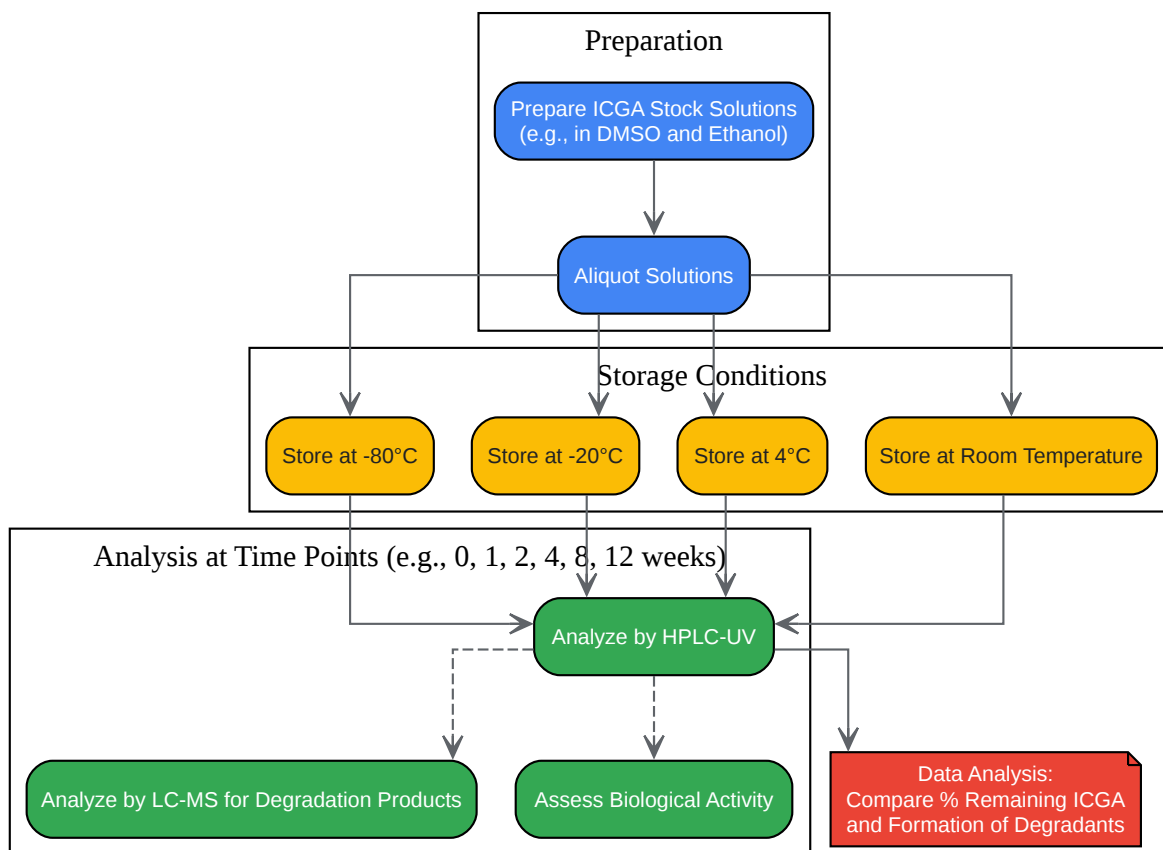 Preparation
Prepare ICGA Stock Solutions
(e.g., in DMSO and Ethanol)
Aliquot Solutions
Storage Conditions
Store at -80°C
Store at -20°C
Store at 4°C
Store at Room Temperature
Analysis at Time Points (e.g., 0, 1, 2, 4, 8, 12 weeks)
Analyze by HPLC-UV
Analyze by LC-MS for Degradation Products
Assess Biological Activity
Data Analysis:
Compare % Remaining ICGA
and Formation of Degradants